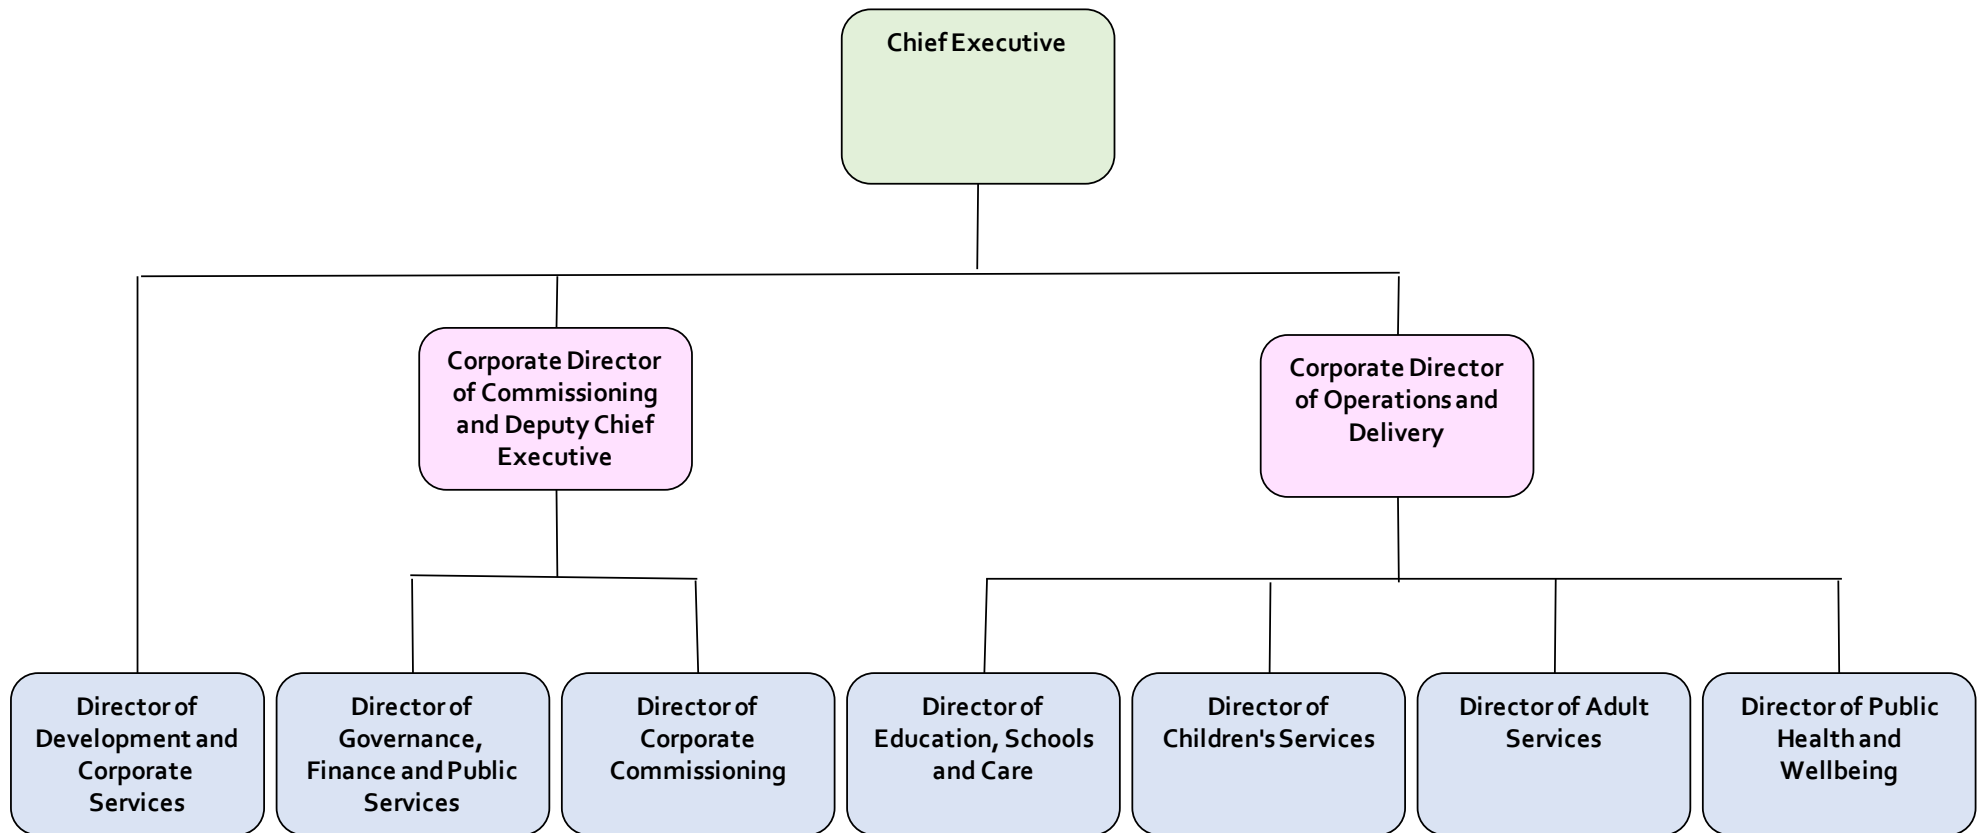 Chief Executive
Corporate Director
of Commissioning
and Deputy Chief
Executive
Corporate Director
of Operations and
Delivery
Director of
Development and
Corporate
Services
Director of
Governance,
Finance and Public
Services
Director of
Corporate
Commissioning
Director of
Education, Schools
and Care
Director of
Children's Services
Director of Adult
Services
Director of Public
Health and
Wellbeing